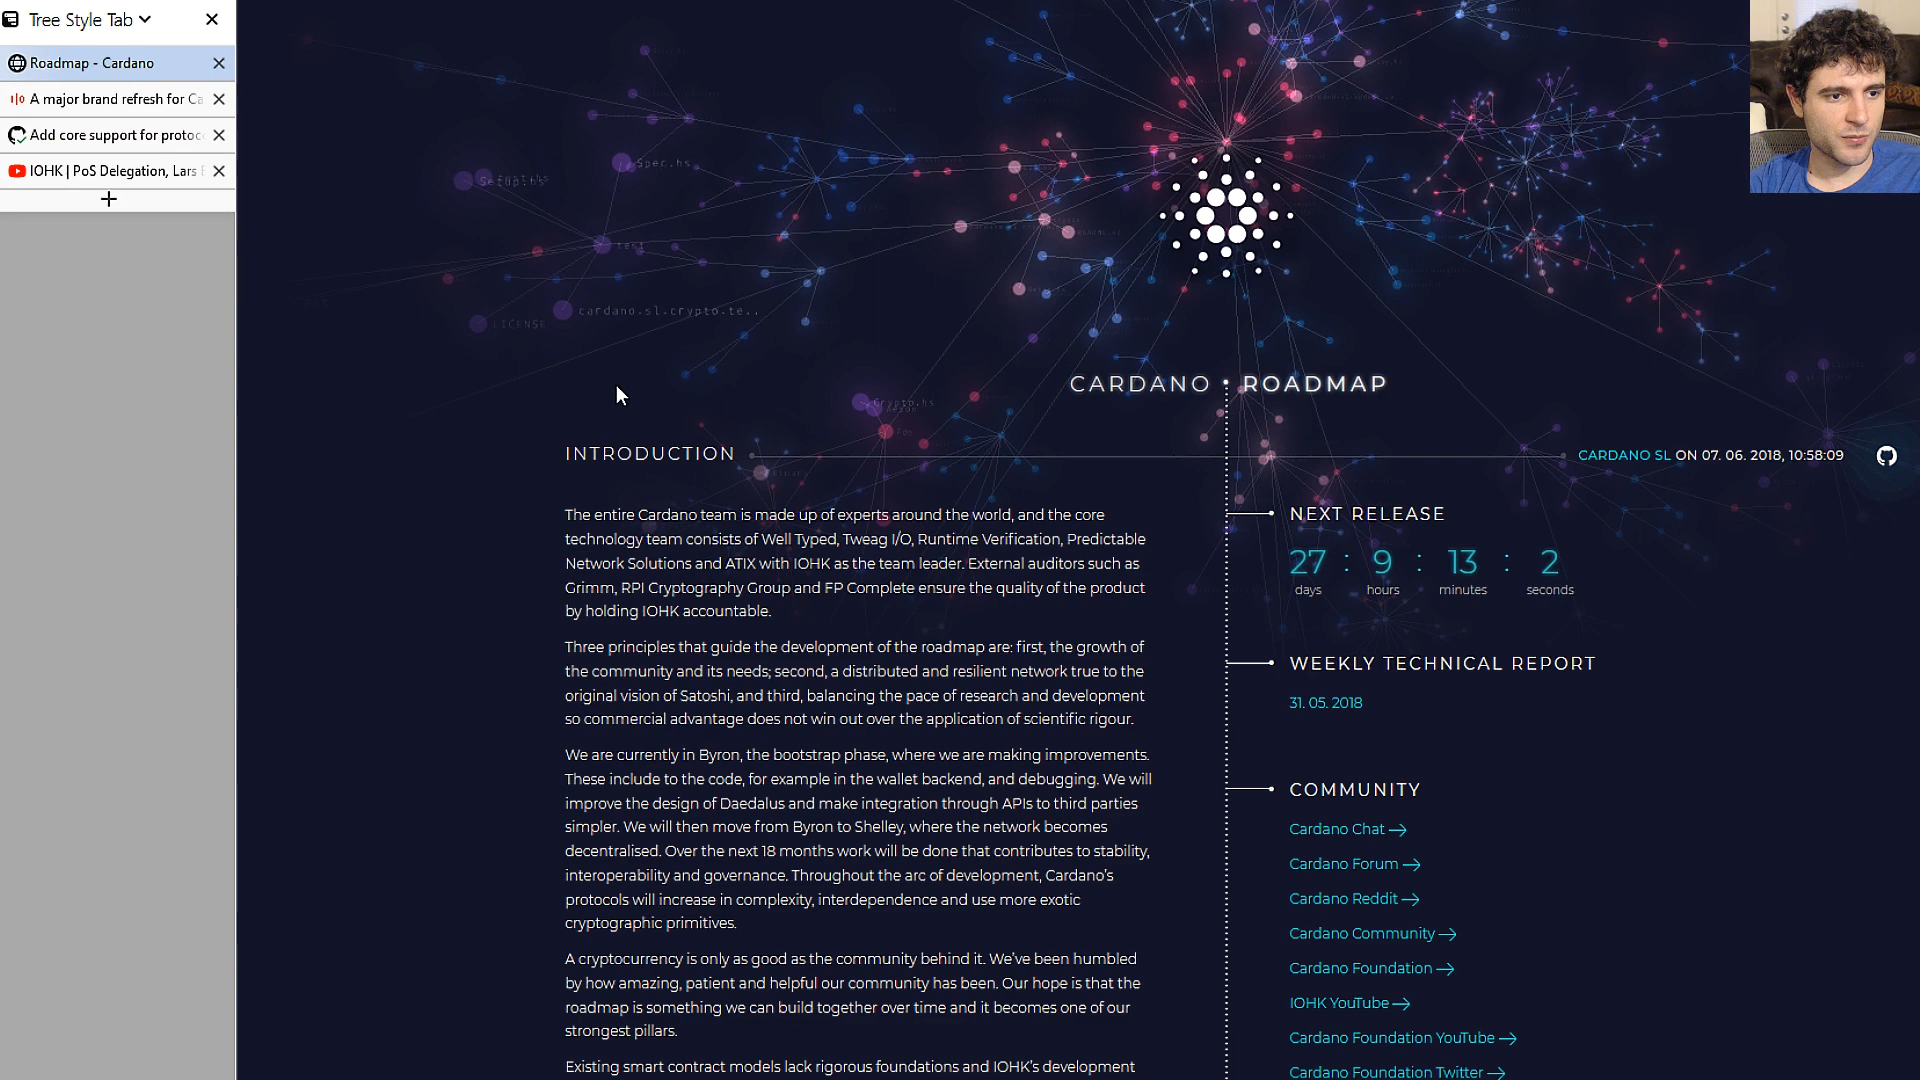 Tree Style Tab
Roadmap - Cardano
A major brand refresh for Ca
Add core support for protoc
IOHK | PoS Delegation, Lars
Spec.hs
test
LICENSE
cardano.sl.crypto.te..
Crypto.hs
CARDANO • ROADMAP
INTRODUCTION
CARDANO SL ON 07. 06. 2018, 10:58:09
The entire Cardano team is made up of experts around the world, and the core
technology team consists of Well Typed, Tweag I/O, Runtime Verification, Predictable
Network Solutions and ATIX with IOHK as the team leader. External auditors such as
Grimm, RPI Cryptography Group and FP Complete ensure the quality of the product
by holding IOHK accountable.
Three principles that guide the development of the roadmap are: first, the growth of
the community and its needs; second, a distributed and resilient network true to the
original vision of Satoshi, and third, balancing the pace of research and development
so commercial advantage does not win out over the application of scientific rigour.
We are currently in Byron, the bootstrap phase, where we are making improvements.
These include to the code, for example in the wallet backend, and debugging. We will
improve the design of Daedalus and make integration through APIs to third parties
simpler. We will then move from Byron to Shelley, where the network becomes
decentralised. Over the next 18 months work will be done that contributes to stability,
interoperability and governance. Throughout the arc of development, Cardano's
protocols will increase in complexity, interdependence and use more exotic
cryptographic primitives.
A cryptocurrency is only as good as the community behind it. We've been humbled
by how amazing, patient and helpful our community has been. Our hope is that the
roadmap is something we can build together over time and it becomes one of our
strongest pillars.
Existing smart contract models lack rigorous foundations and IOHK's development
NEXT RELEASE
27 : 9 : 13 : 2
days hours minutes seconds
WEEKLY TECHNICAL REPORT
31. 05. 2018
COMMUNITY
Cardano Chat
Cardano Forum
Cardano Reddit
Cardano Community
Cardano Foundation
IOHK YouTube
Cardano Foundation YouTube
Cardano Foundation Twitter